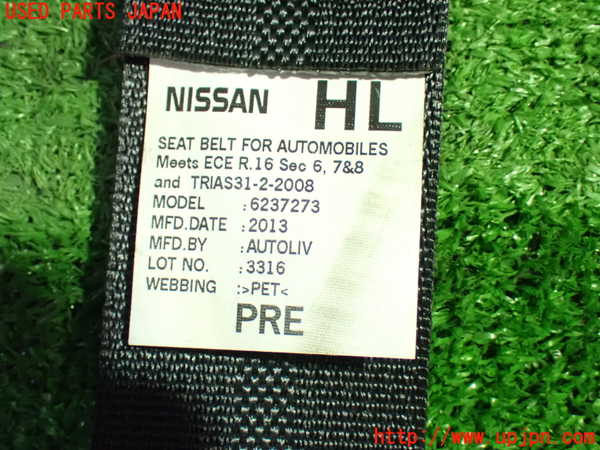 USED PARTS JAPAN
NISSAN HL
SEAT BELT FOR AUTOMOBILES
Meets ECE R.16 Sec 6, 7&8
and TRIAS31-2-2008
MODEL :6237273
MFD.DATE :2013
MFD.BY :AUTOLIV
LOT NO. :3316
WEBBING :>PET<
PRE
http://www.upjpn.com